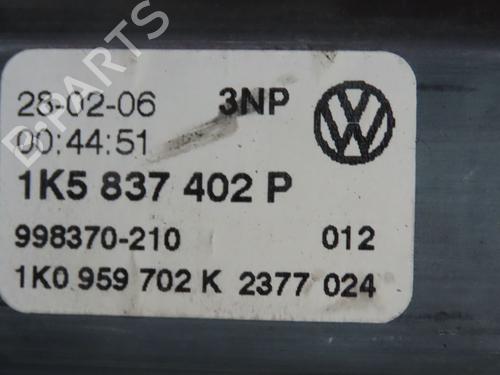 B-PARTS
28-02-06 3NP
00:44:51
1K5 837 402 P
998370-210 012
1K0 959 702 K 2377 024